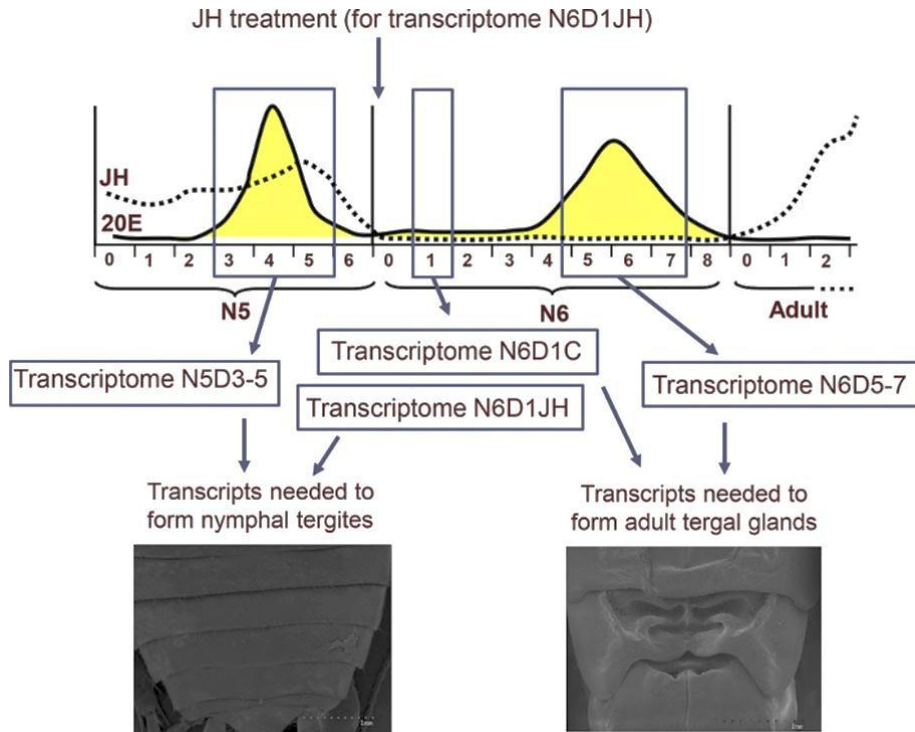 JH treatment (for transcriptome N6D1JH)
JH
20E
0 1 2 3 4 5 6 0 1 2 3 4 5 6 7 8 0 1 2
N5 N6 Adult
Transcriptome N5D3-5
Transcriptome N6D1C
Transcriptome N6D5-7
Transcriptome N6D1JH
Transcripts needed to
form nymphal tergites
Transcripts needed to
form adult tergal glands